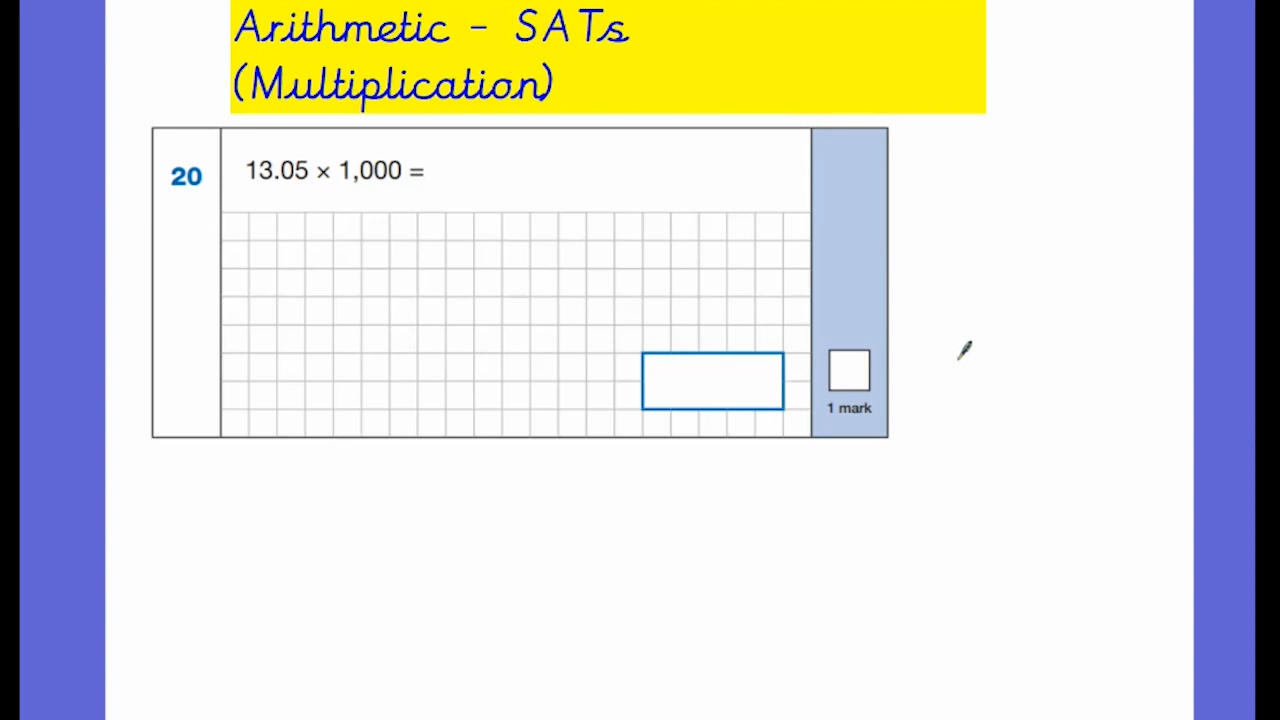 Arithmetic - SATs
(Multiplication)
20
13.05 × 1,000 =
1 mark